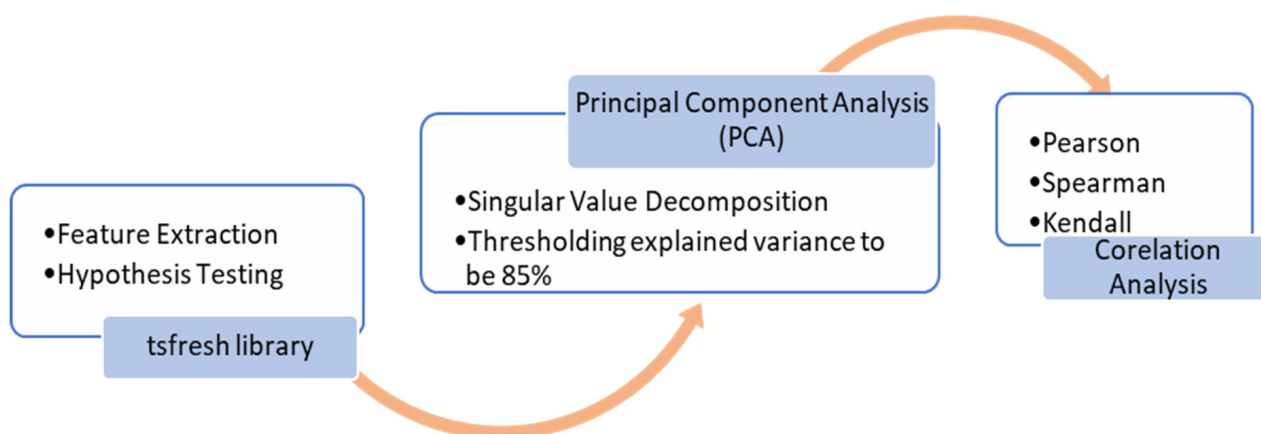 •Feature Extraction
•Hypothesis Testing
tsfresh library
Principal Component Analysis
(PCA)
•Singular Value Decomposition
•Thresholding explained variance to
be 85%
•Pearson
•Spearman
•Kendall
Corelation
Analysis